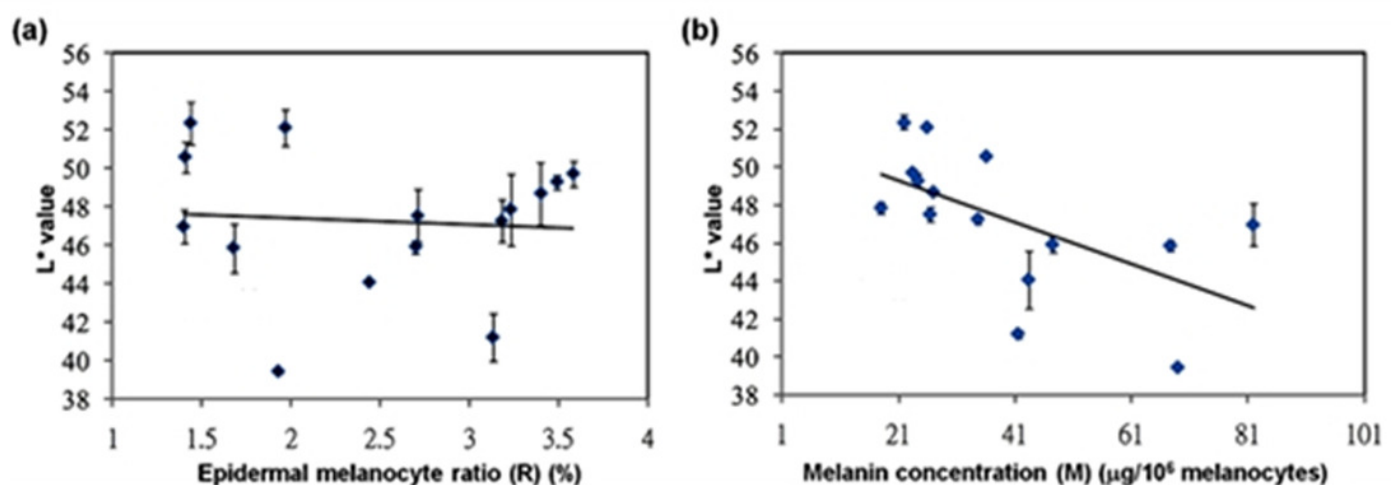 (a)
56
54
52
50
48
46
44
42
40
38
L* value
1 1.5 2 2.5 3 3.5 4
Epidermal melanocyte ratio (R) (%)
(b)
56
54
52
50
48
46
44
42
40
38
L* value
1 21 41 61 81 101
Melanin concentration (M) (μg/10⁶ melanocytes)